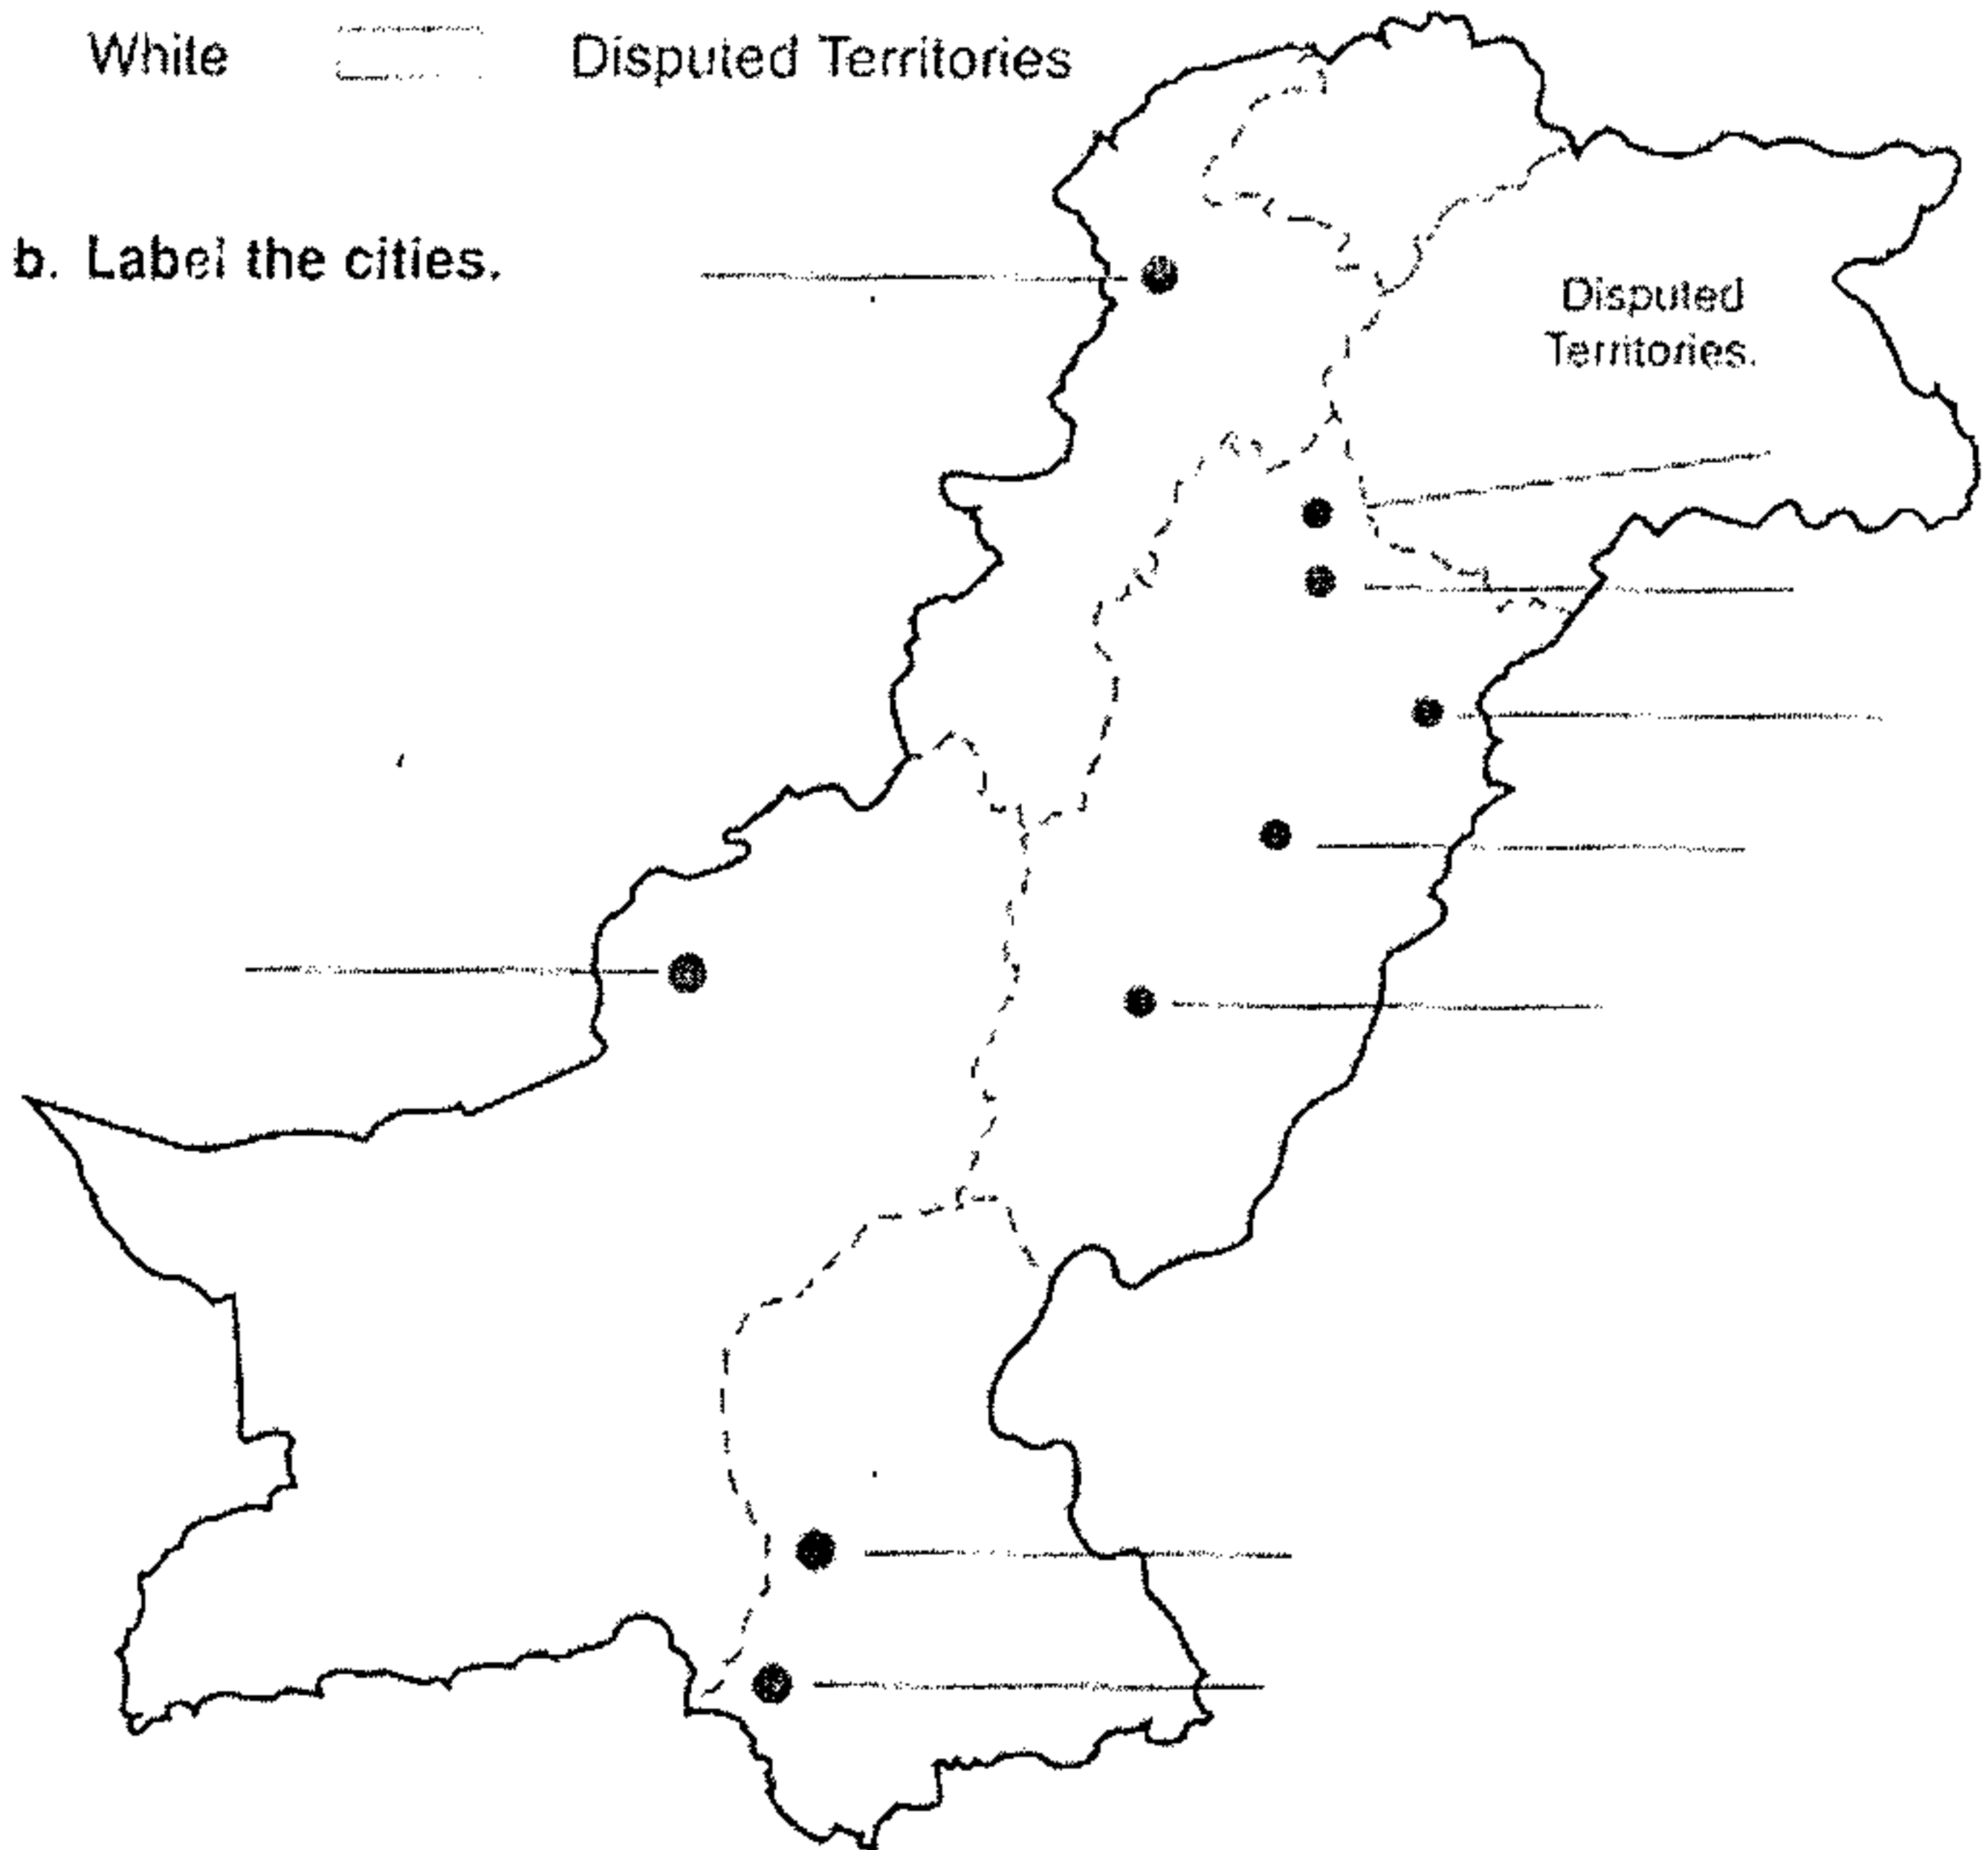 White Disputed Territories
b. Label the cities.
Disputed
Territories.